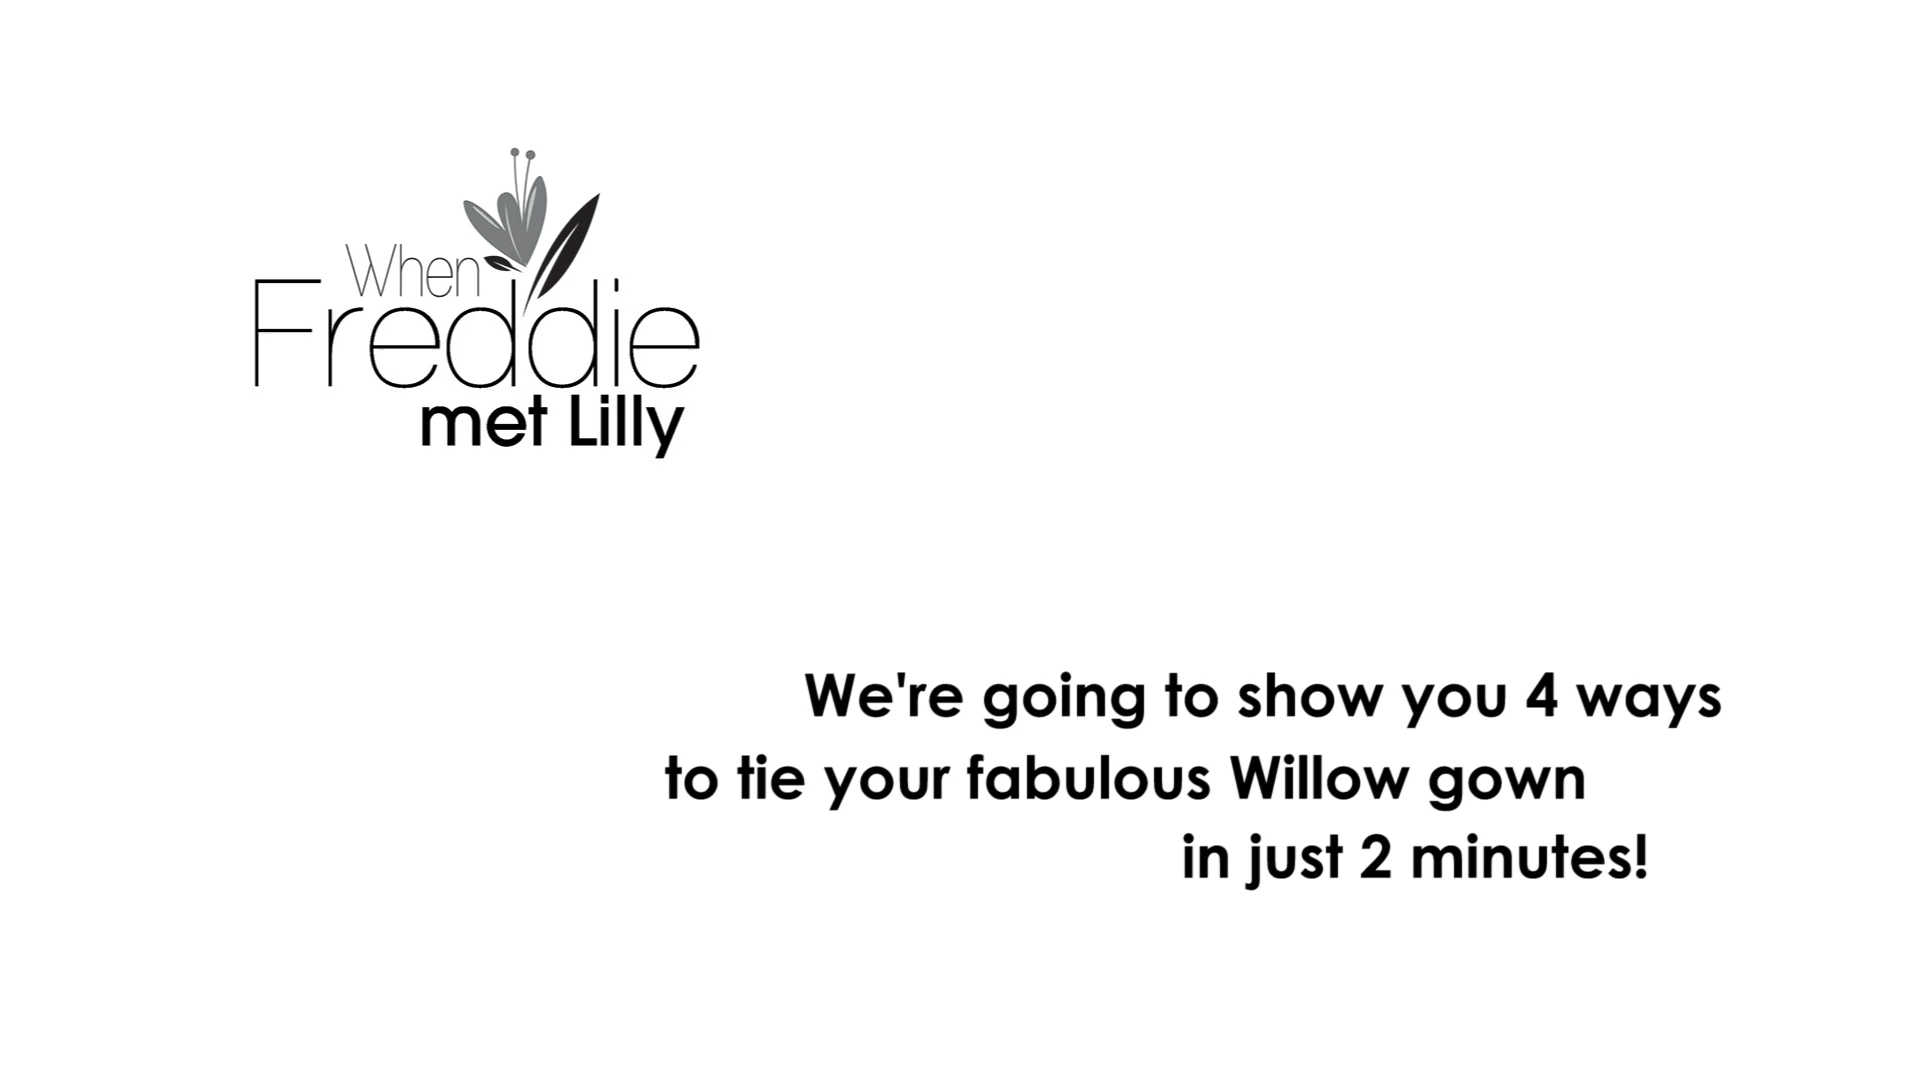 When
Freddie
met Lilly
We're going to show you 4 ways
to tie your fabulous Willow gown
in just 2 minutes!